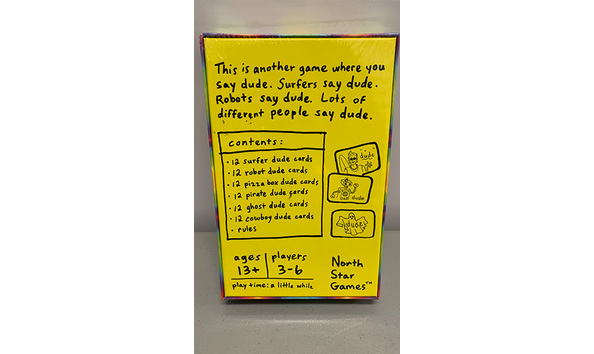 This is another game where you
say dude. Surfers say dude.
Robots say dude. Lots of
different people say dude.
contents:
· 12 surfer dude cards
· 12 robot dude cards
· 12 pizza box dude cards
· 12 pirate dude cards
· 12 ghost dude cards
· 12 cowboy dude cards
· rules
dude
dude
dude
ages
13+
players
3-6
play time: a little while
North
Star
Games™